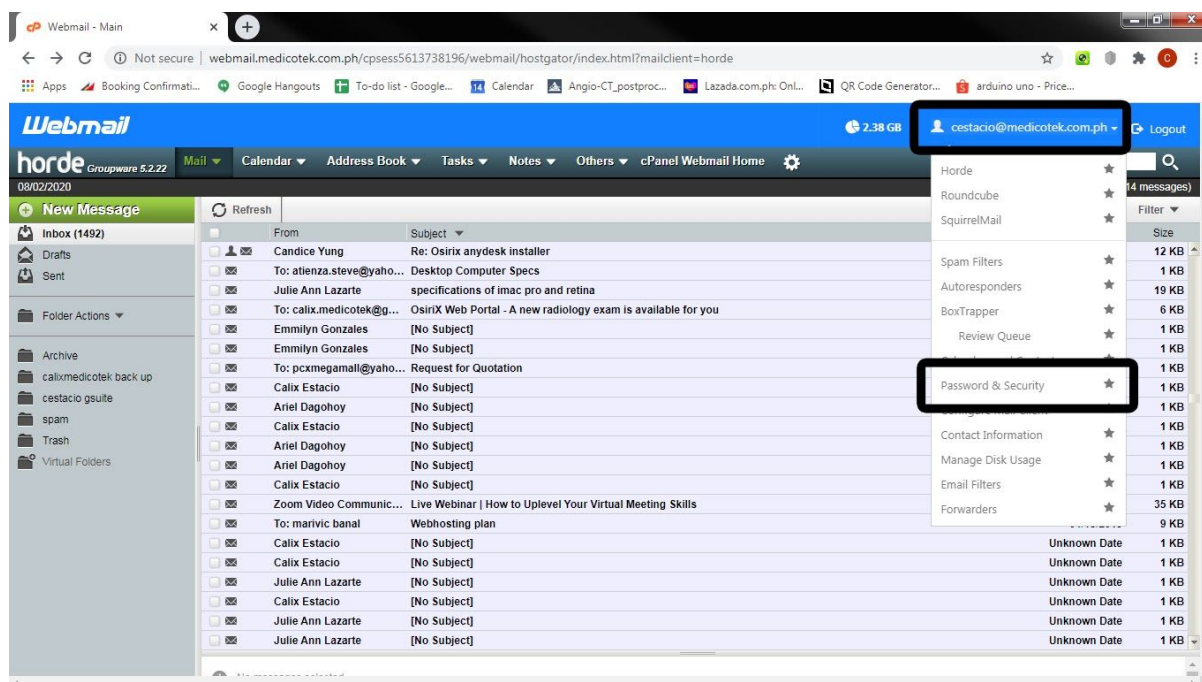 Webmail - Main
Not secure | webmail.medicotek.com.ph/cpsess5613738196/webmail/hostgator/index.html?mailclient=horde
Apps Booking Confirmati... Google Hangouts To-do list - Google... 14 Calendar Angio-CT_postproc... Lazada.com.ph: Onl... QR Code Generator... arduino uno - Price...
Webmail 2.38 GB cestacio@medicotek.com.ph Logout
horde Groupware 5.2.22 Mail Calendar Address Book Tasks Notes Others cPanel Webmail Home
08/02/2020 14 messages)
New Message Refresh Filter
From Subject Size
Inbox (1492)
Drafts
Sent
Folder Actions
Archive
calixmedicotek back up
cestacio gsuite
spam
Trash
Virtual Folders
Candice Yung Re: Osirix anydesk installer 12 KB
To: atienza.steve@yaho... Desktop Computer Specs 1 KB
Julie Ann Lazarte specifications of imac pro and retina 19 KB
To: calix.medicotek@g... OsiriX Web Portal - A new radiology exam is available for you 6 KB
Emmilyn Gonzales [No Subject] 1 KB
Emmilyn Gonzales [No Subject] 1 KB
To: pcxmegamall@yaho... Request for Quotation 1 KB
Calix Estacio [No Subject] 1 KB
Ariel Dagohoy [No Subject] 1 KB
Calix Estacio [No Subject] 1 KB
Ariel Dagohoy [No Subject] 1 KB
Ariel Dagohoy [No Subject] 1 KB
Calix Estacio [No Subject] 1 KB
Zoom Video Communic... Live Webinar | How to Uplevel Your Virtual Meeting Skills 35 KB
To: marivic banal Webhosting plan 9 KB
Calix Estacio [No Subject] Unknown Date 1 KB
Calix Estacio [No Subject] Unknown Date 1 KB
Julie Ann Lazarte [No Subject] Unknown Date 1 KB
Calix Estacio [No Subject] Unknown Date 1 KB
Julie Ann Lazarte [No Subject] Unknown Date 1 KB
Julie Ann Lazarte [No Subject] Unknown Date 1 KB
Horde
Roundcube
SquirrelMail
Spam Filters
Autoresponders
BoxTrapper
Review Queue
Password & Security
Contact Information
Manage Disk Usage
Email Filters
Forwarders